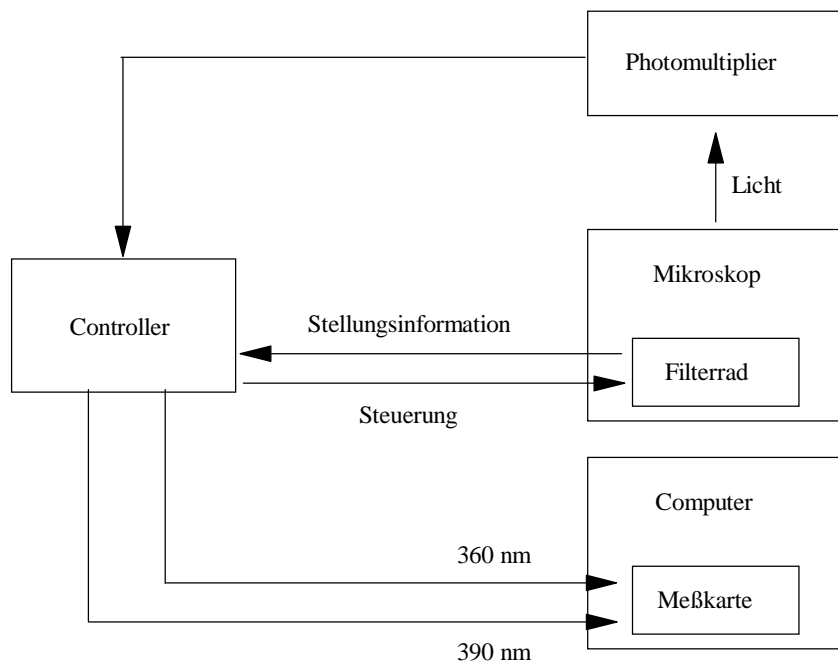 Photomultiplier
Licht
Mikroskop
Controller
Stellungsinformation
Filterrad
Steuerung
Computer
360 nm
Meßkarte
390 nm